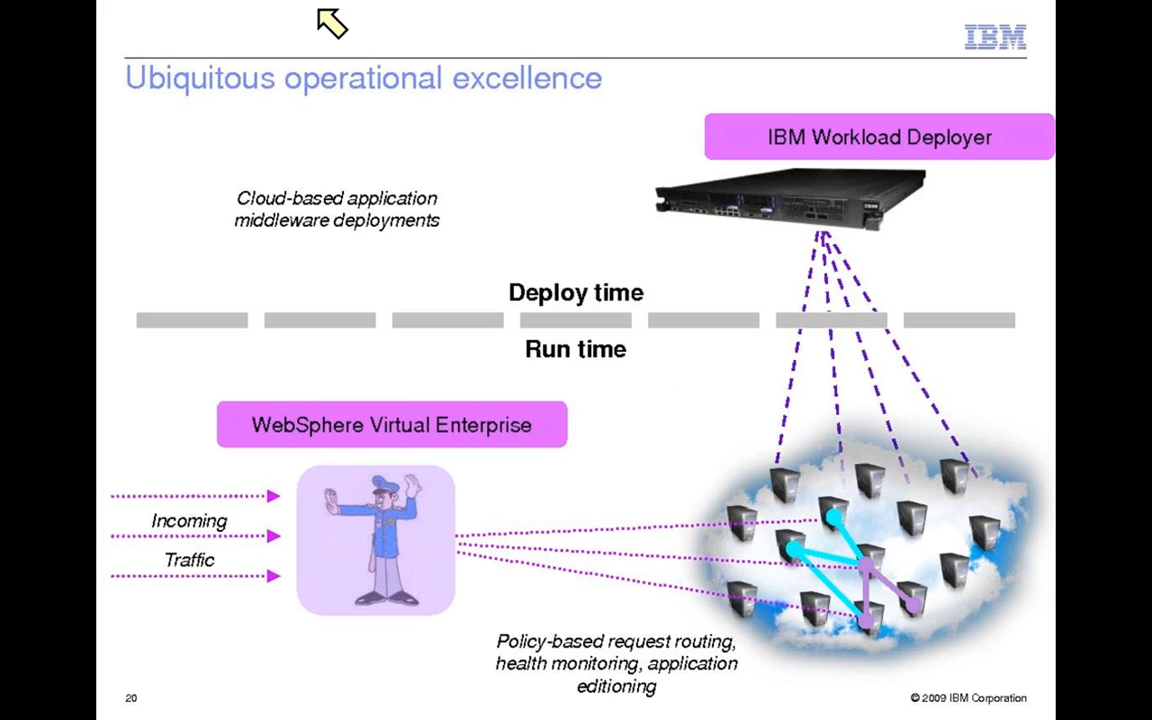 IBM
Ubiquitous operational excellence
IBM Workload Deployer
Cloud-based application
middleware deployments
IBM
Deploy time
Run time
WebSphere Virtual Enterprise
Incoming
Traffic
Policy-based request routing,
health monitoring, application
editioning
20
© 2009 IBM Corporation